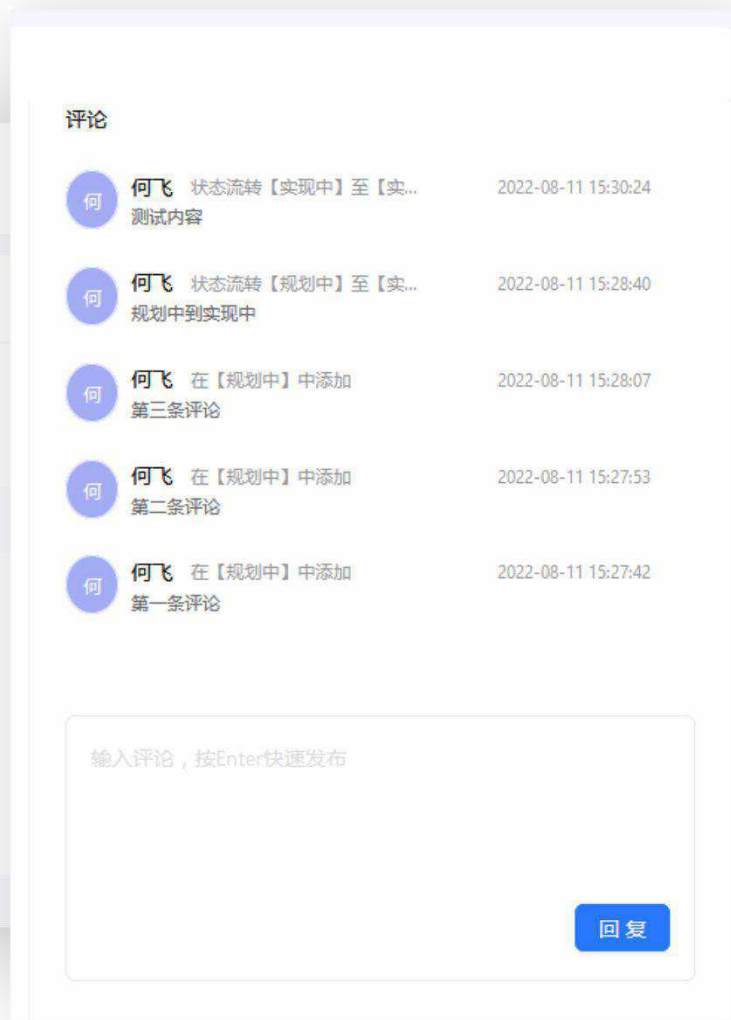 评论
何 何飞 状态流转【实现中】至【实... 2022-08-11 15:30:24
测试内容
何 何飞 状态流转【规划中】至【实... 2022-08-11 15:28:40
规划中到实现中
何 何飞 在【规划中】中添加 2022-08-11 15:28:07
第三条评论
何 何飞 在【规划中】中添加 2022-08-11 15:27:53
第二条评论
何 何飞 在【规划中】中添加 2022-08-11 15:27:42
第一条评论
输入评论，按Enter快速发布
回复